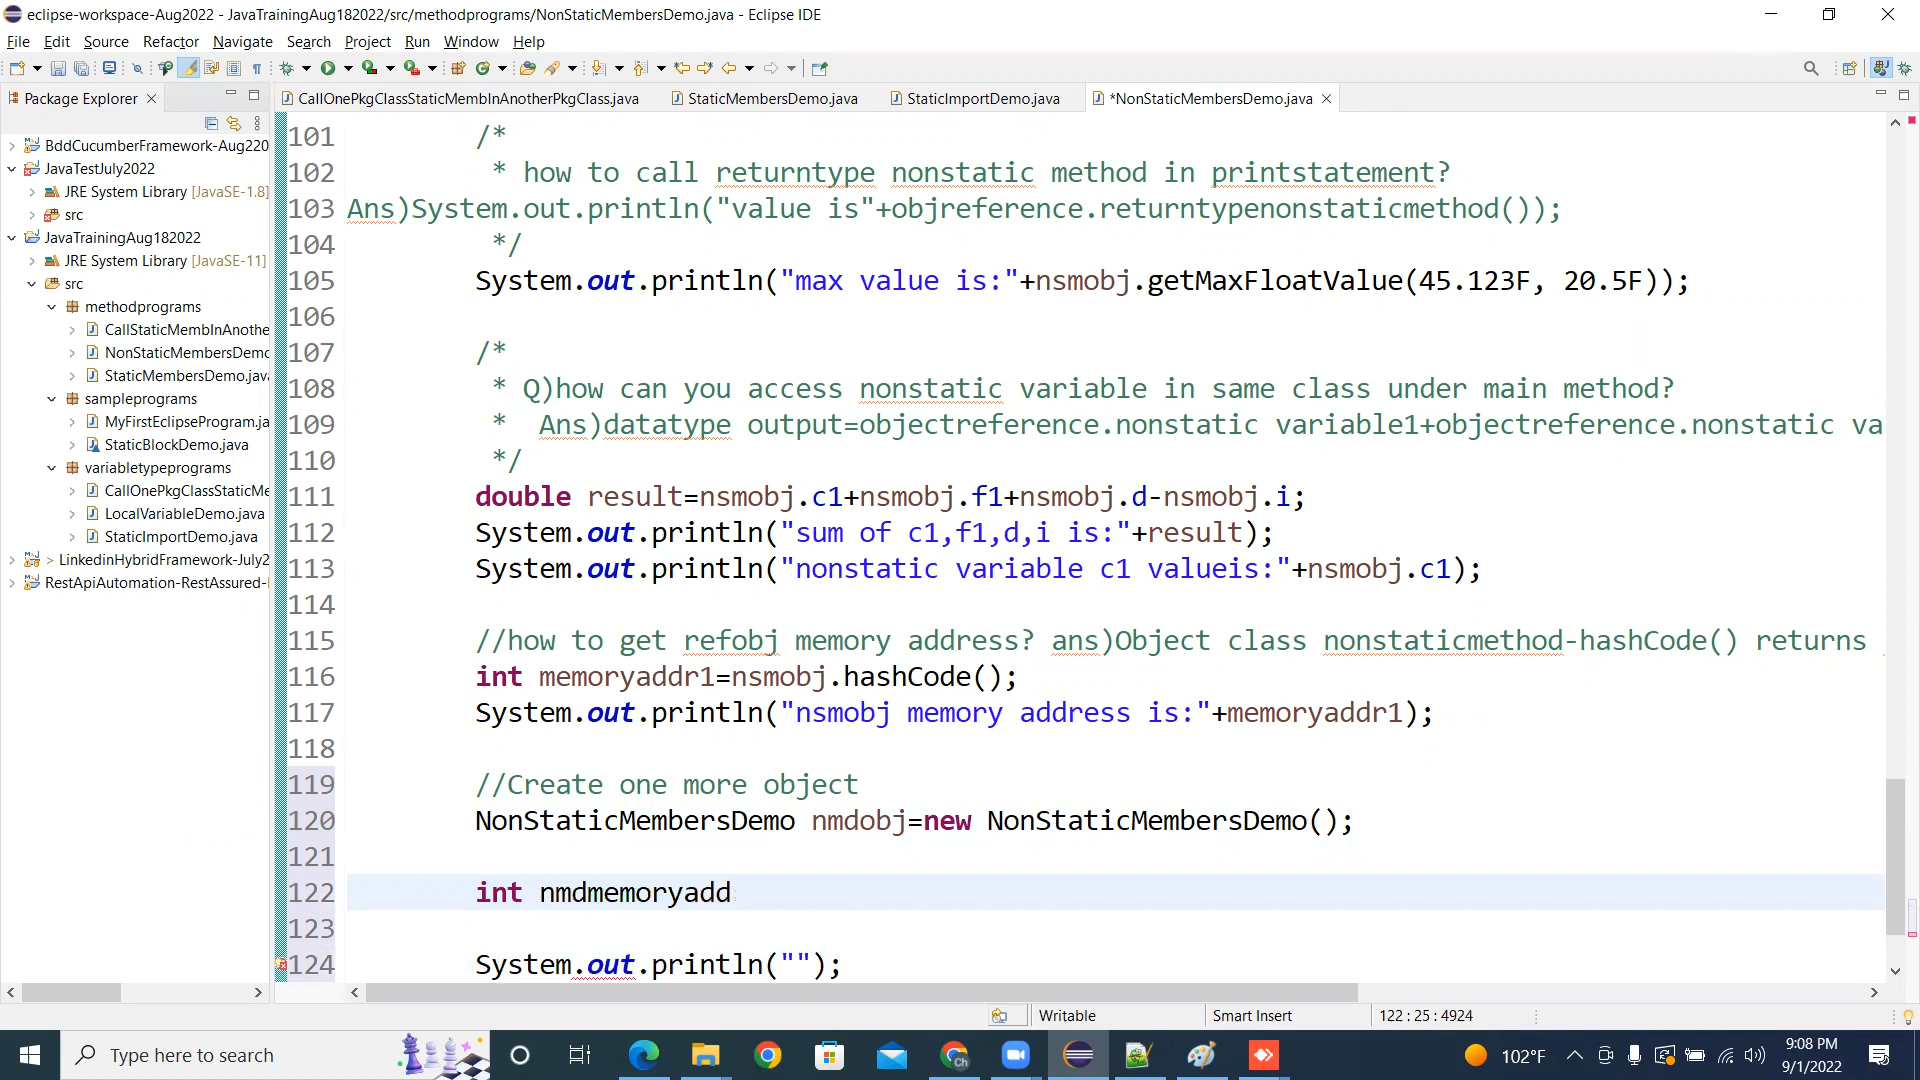 eclipse-workspace-Aug2022 - JavaTrainingAug182022/src/methodprograms/NonStaticMembersDemo.java - Eclipse IDE
File Edit Source Refactor Navigate Search Project Run Window Help
Package Explorer
CallOnePkgClassStaticMembInAnotherPkgClass.java
StaticMembersDemo.java
StaticImportDemo.java
*NonStaticMembersDemo.java
BddCucumberFramework-Aug220
JavaTestJuly2022
JRE System Library [JavaSE-1.8]
src
JavaTrainingAug182022
JRE System Library [JavaSE-11]
src
methodprograms
CallStaticMembInAnothe
NonStaticMembersDemo
StaticMembersDemo.java
sampleprograms
MyFirstEclipseProgram.ja
StaticBlockDemo.java
variabletypeprograms
CallOnePkgClassStaticMe
LocalVariableDemo.java
StaticImportDemo.java
> LinkedinHybridFramework-July2
RestApiAutomation-RestAssured-
101 /*
102 * how to call returntype nonstatic method in printstatement?
103 Ans)System.out.println("value is"+objreference.returntypenonstaticmethod());
104 */
105 System.out.println("max value is:"+nsmobj.getMaxFloatValue(45.123F, 20.5F));
106
107 /*
108 * Q)how can you access nonstatic variable in same class under main method?
109 * Ans)datatype output=objectreference.nonstatic variable1+objectreference.nonstatic va
110 */
111 double result=nsmobj.c1+nsmobj.f1+nsmobj.d-nsmobj.i;
112 System.out.println("sum of c1,f1,d,i is:"+result);
113 System.out.println("nonstatic variable c1 valueis:"+nsmobj.c1);
114
115 //how to get refobj memory address? ans)Object class nonstaticmethod-hashCode() returns
116 int memoryaddr1=nsmobj.hashCode();
117 System.out.println("nsmobj memory address is:"+memoryaddr1);
118
119 //Create one more object
120 NonStaticMembersDemo nmdobj=new NonStaticMembersDemo();
121
122 int nmdmemoryadd
123
124 System.out.println("");
Writable
Smart Insert
122 : 25 : 4924
Type here to search
102°F
9:08 PM
9/1/2022